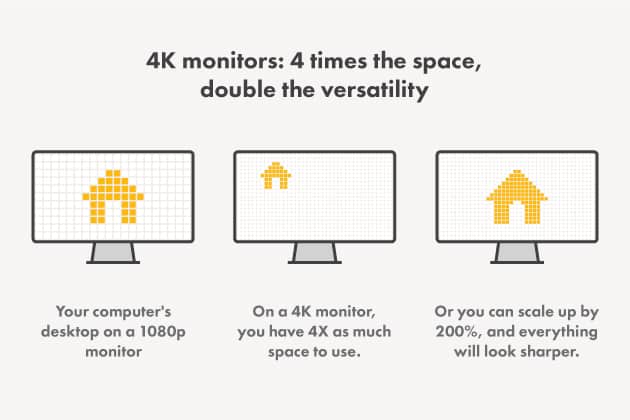 4K monitors: 4 times the space,
double the versatility
Your computer's
desktop on a 1080p
monitor
On a 4K monitor,
you have 4X as much
space to use.
Or you can scale up by
200%, and everything
will look sharper.